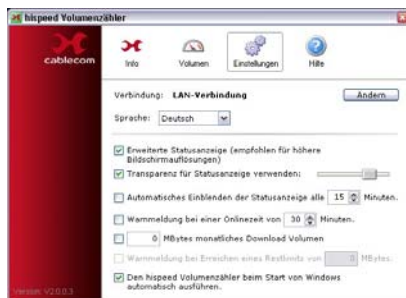 hispeed Volumenzähler
cablecom
Info
Volumen
Einstellungen
Hilfe
Verbindung: LAN-Verbindung
Ändern
Sprache: Deutsch
Erweiterte Statusanzeige (empfohlen für höhere
Bildschirmauflösungen)
Transparenz für Statusanzeige verwenden:
Automatisches Einblenden der Statusanzeige alle 15 Minuten.
Warnmeldung bei einer Onlinezeit von 30 Minuten.
0 MBytes monatliches Download Volumen
Warnmeldung bei Erreichen eines Restlimits von 0 MBytes.
Den hispeed Volumenzähler beim Start von Windows
automatisch ausführen.
Version: V2.0.0.3